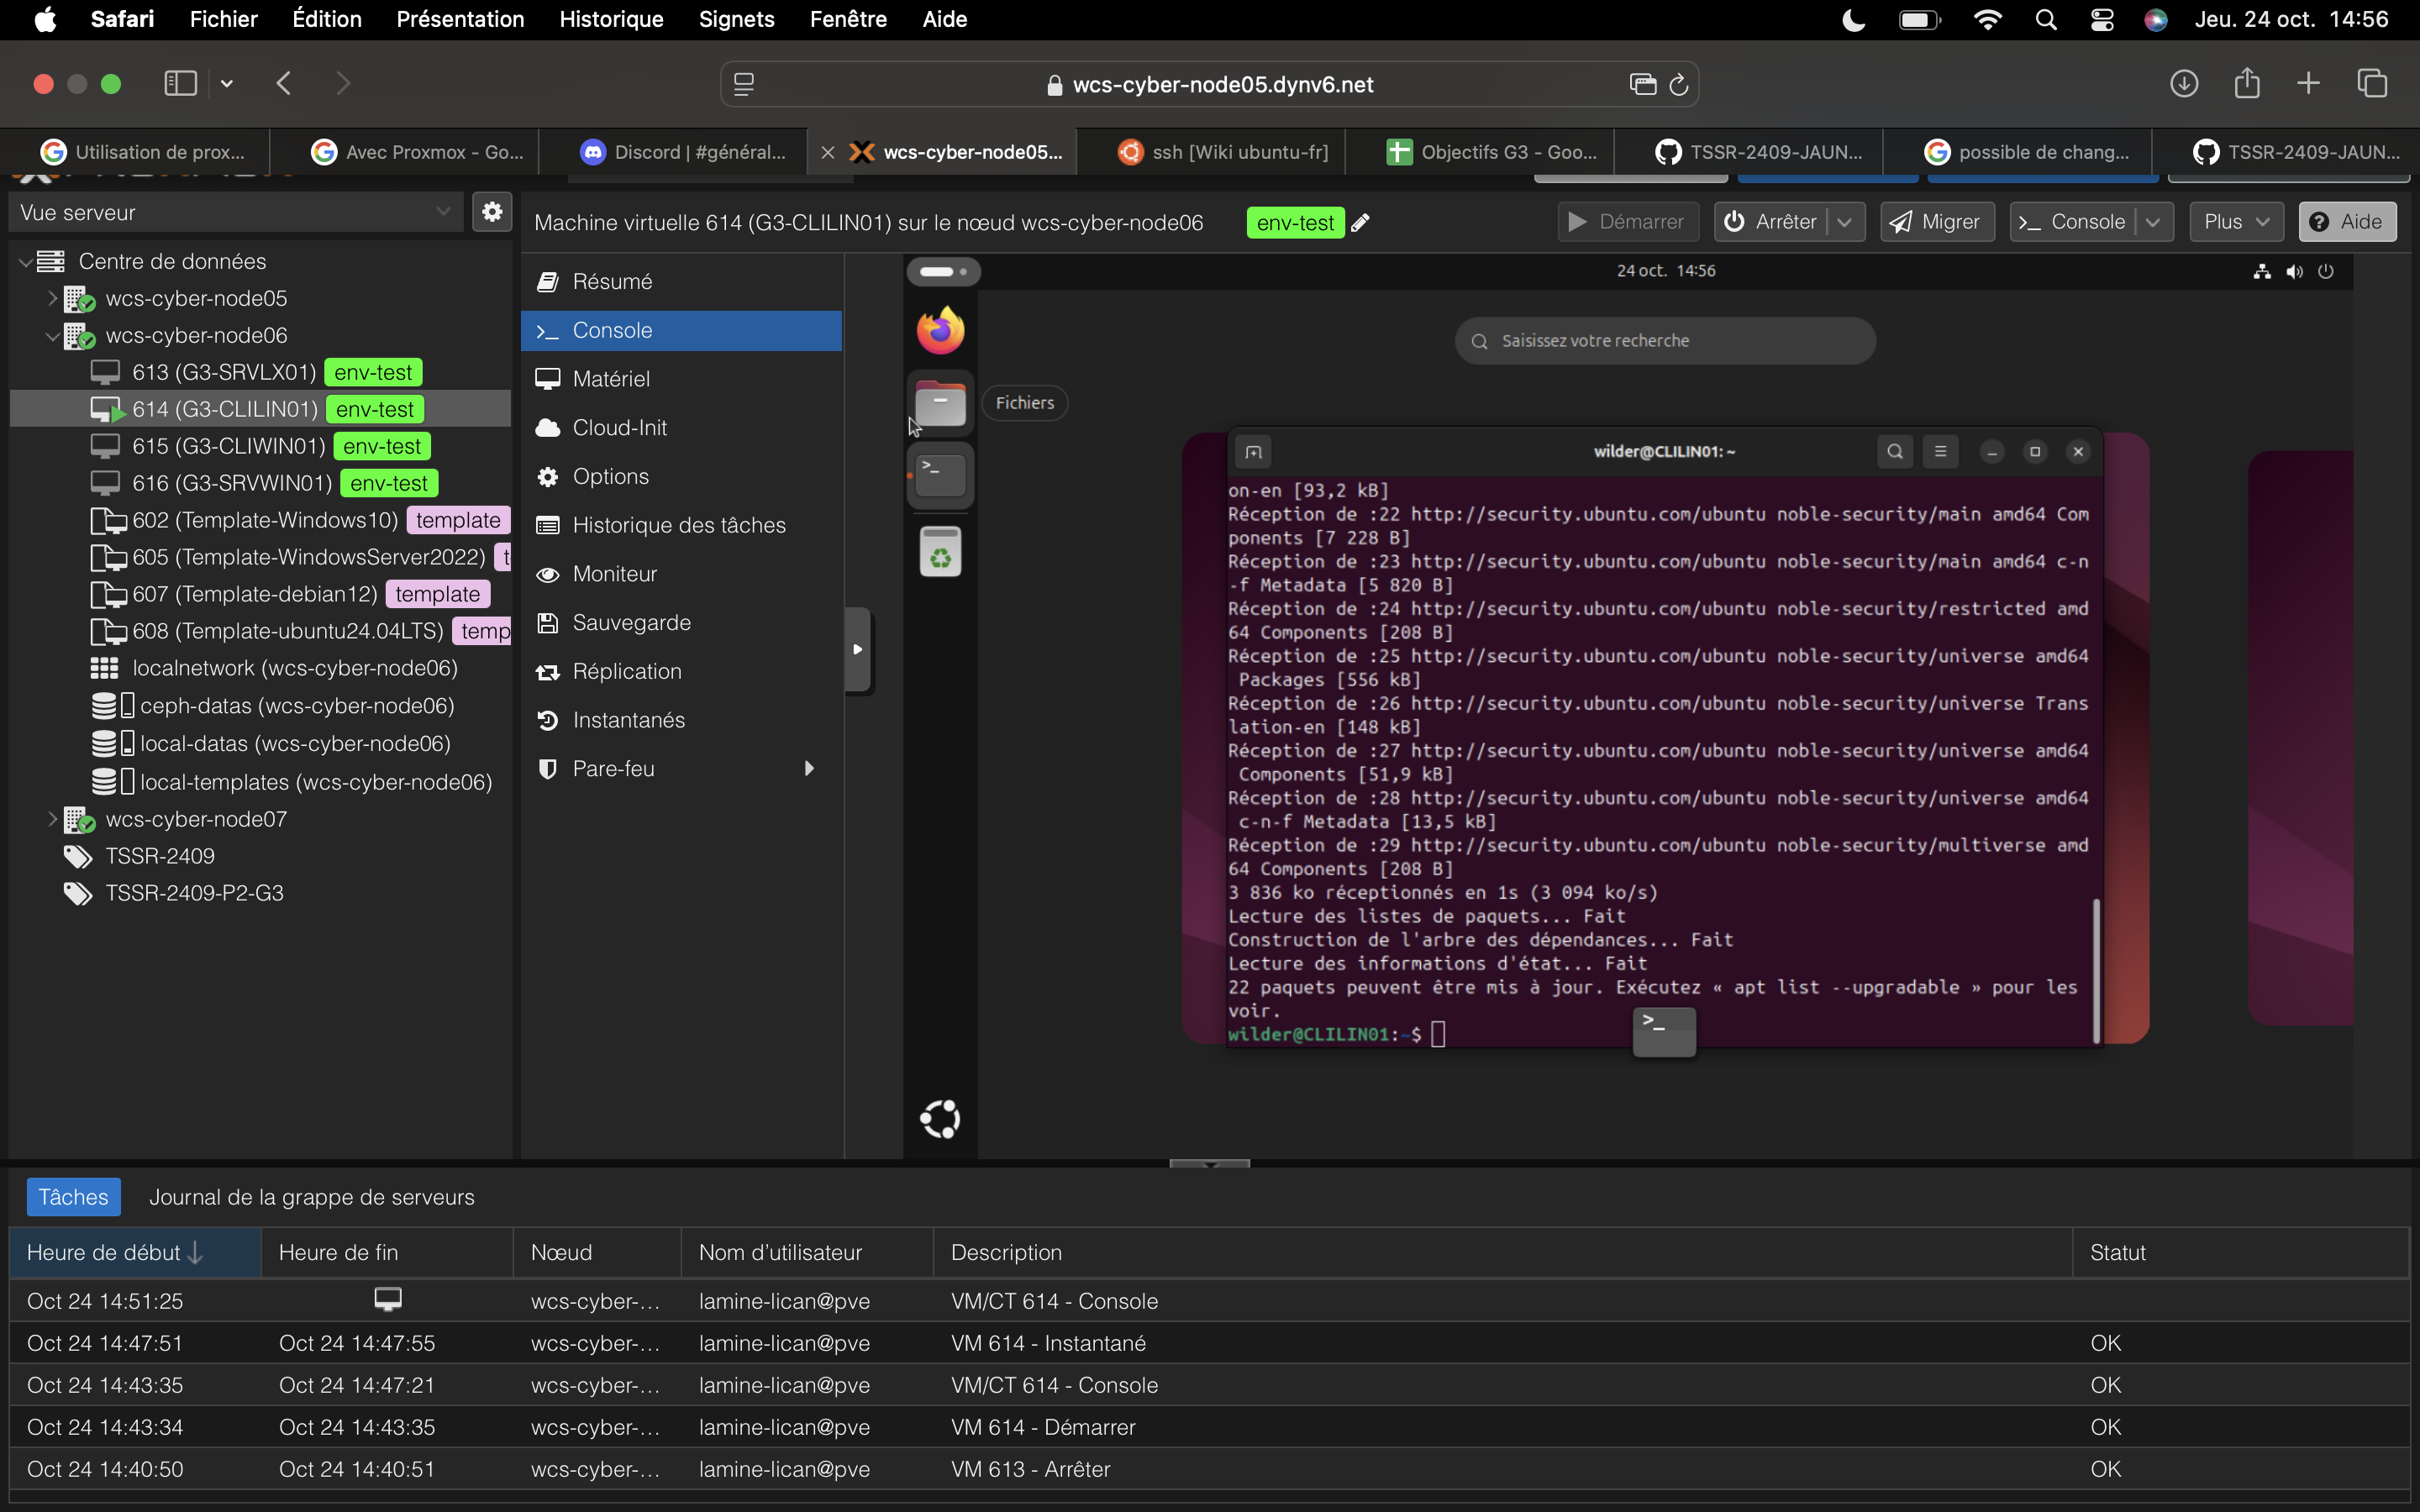 Safari Fichier Édition Présentation Historique Signets Fenêtre Aide Jeu. 24 oct. 14:56
wcs-cyber-node05.dynv6.net
Utilisation de prox... Avec Proxmox - Go... Discord | #général... wcs-cyber-node05... ssh [Wiki ubuntu-fr] Objectifs G3 - Goo... TSSR-2409-JAUN... possible de chang... TSSR-2409-JAUN...
Vue serveur
Machine virtuelle 614 (G3-CLILIN01) sur le nœud wcs-cyber-node06 env-test Démarrer Arrêter Migrer Console Plus Aide
Centre de données
wcs-cyber-node05
wcs-cyber-node06
613 (G3-SRVLX01) env-test
614 (G3-CLILIN01) env-test
615 (G3-CLIWIN01) env-test
616 (G3-SRVWIN01) env-test
602 (Template-Windows10) template
605 (Template-WindowsServer2022) t
607 (Template-debian12) template
608 (Template-ubuntu24.04LTS) temp
localnetwork (wcs-cyber-node06)
ceph-datas (wcs-cyber-node06)
local-datas (wcs-cyber-node06)
local-templates (wcs-cyber-node06)
wcs-cyber-node07
TSSR-2409
TSSR-2409-P2-G3
Résumé
Console
Matériel
Cloud-Init
Options
Historique des tâches
Moniteur
Sauvegarde
Réplication
Instantanés
Pare-feu
24 oct. 14:56
Saisissez votre recherche
Fichiers
wilder@CLILIN01: ~
on-en [93,2 kB]
Réception de :22 http://security.ubuntu.com/ubuntu noble-security/main amd64 Com
ponents [7 228 B]
Réception de :23 http://security.ubuntu.com/ubuntu noble-security/main amd64 c-n
-f Metadata [5 820 B]
Réception de :24 http://security.ubuntu.com/ubuntu noble-security/restricted amd
64 Components [208 B]
Réception de :25 http://security.ubuntu.com/ubuntu noble-security/universe amd64
 Packages [556 kB]
Réception de :26 http://security.ubuntu.com/ubuntu noble-security/universe Trans
lation-en [148 kB]
Réception de :27 http://security.ubuntu.com/ubuntu noble-security/universe amd64
 Components [51,9 kB]
Réception de :28 http://security.ubuntu.com/ubuntu noble-security/universe amd64
 c-n-f Metadata [13,5 kB]
Réception de :29 http://security.ubuntu.com/ubuntu noble-security/multiverse amd
64 Components [208 B]
3 836 ko réceptionnés en 1s (3 094 ko/s)
Lecture des listes de paquets... Fait
Construction de l'arbre des dépendances... Fait
Lecture des informations d'état... Fait
22 paquets peuvent être mis à jour. Exécutez « apt list --upgradable » pour les
voir.
wilder@CLILIN01:~$
Tâches Journal de la grappe de serveurs
Heure de début Heure de fin Nœud Nom d'utilisateur Description Statut
Oct 24 14:51:25 wcs-cyber-... lamine-lican@pve VM/CT 614 - Console
Oct 24 14:47:51 Oct 24 14:47:55 wcs-cyber-... lamine-lican@pve VM 614 - Instantané OK
Oct 24 14:43:35 Oct 24 14:47:21 wcs-cyber-... lamine-lican@pve VM/CT 614 - Console OK
Oct 24 14:43:34 Oct 24 14:43:35 wcs-cyber-... lamine-lican@pve VM 614 - Démarrer OK
Oct 24 14:40:50 Oct 24 14:40:51 wcs-cyber-... lamine-lican@pve VM 613 - Arrêter OK